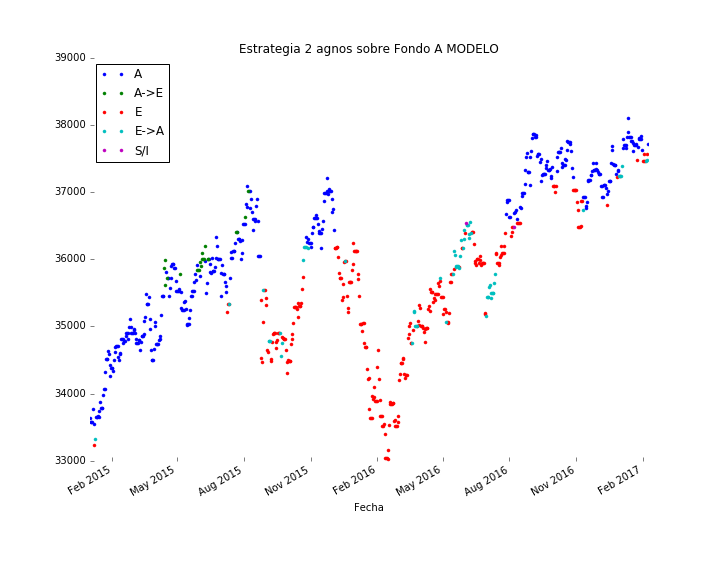 Estrategia 2 agnos sobre Fondo A MODELO
39000
38000
37000
36000
35000
34000
33000
A
A->E
E
E->A
S/I
Feb 2015
May 2015
Aug 2015
Nov 2015
Feb 2016
May 2016
Aug 2016
Nov 2016
Feb 2017
Fecha